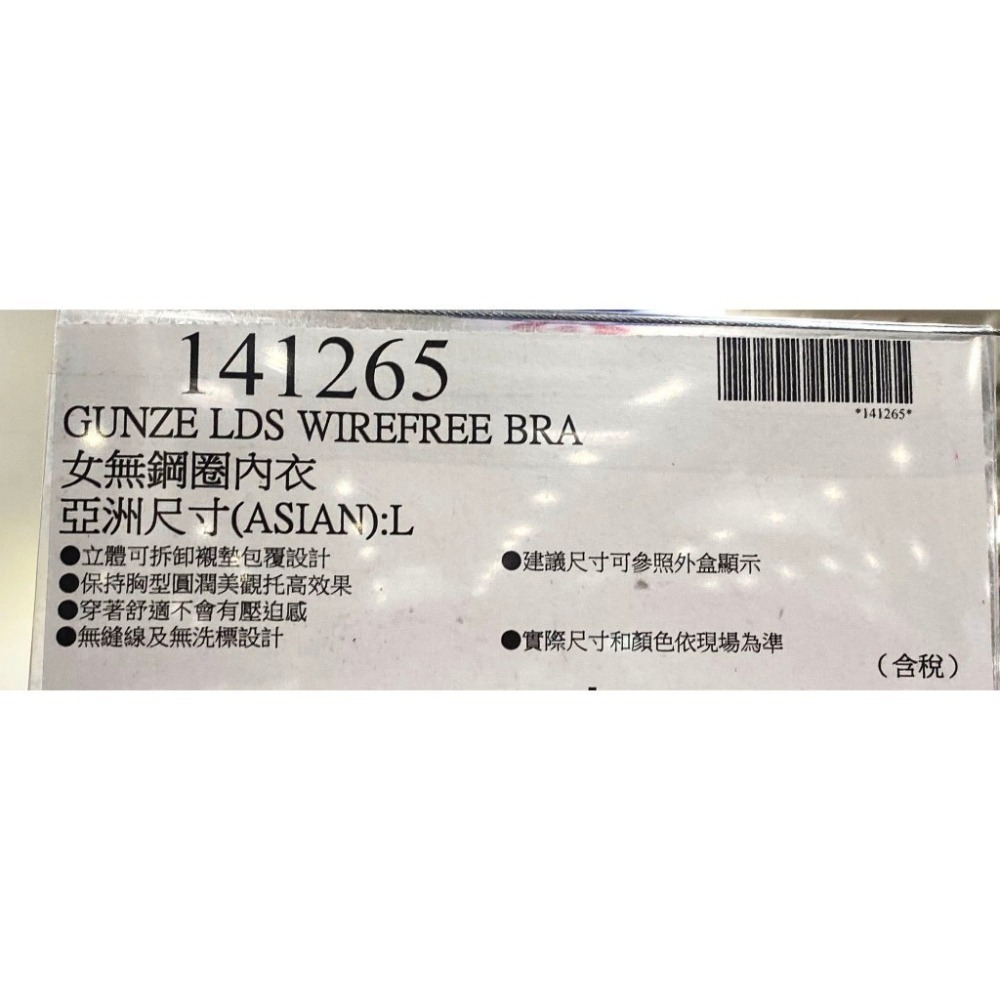 141265
*141265*
GUNZE LDS WIREFREE BRA
女無鋼圈內衣
亞洲尺寸(ASIAN):L
●立體可拆卸襯墊包覆設計
●保持胸型圓潤美觀托高效果
●穿著舒適不會有壓迫感
●無縫線及無洗標設計
●建議尺寸可參照外盒顯示
●實際尺寸和顏色依現場為準
（含稅）